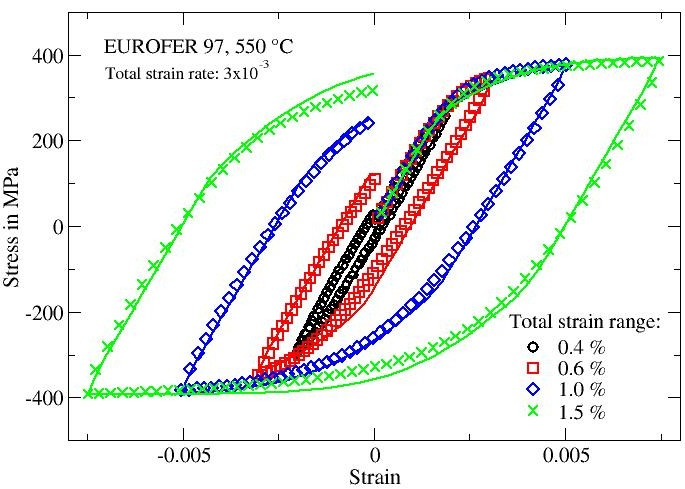 EUROFER 97, 550 °C
Total strain rate: 3x10⁻³
400
200
0
-200
-400
Stress in MPa
Total strain range:
0.4 %
0.6 %
1.0 %
1.5 %
-0.005 0 0.005
Strain